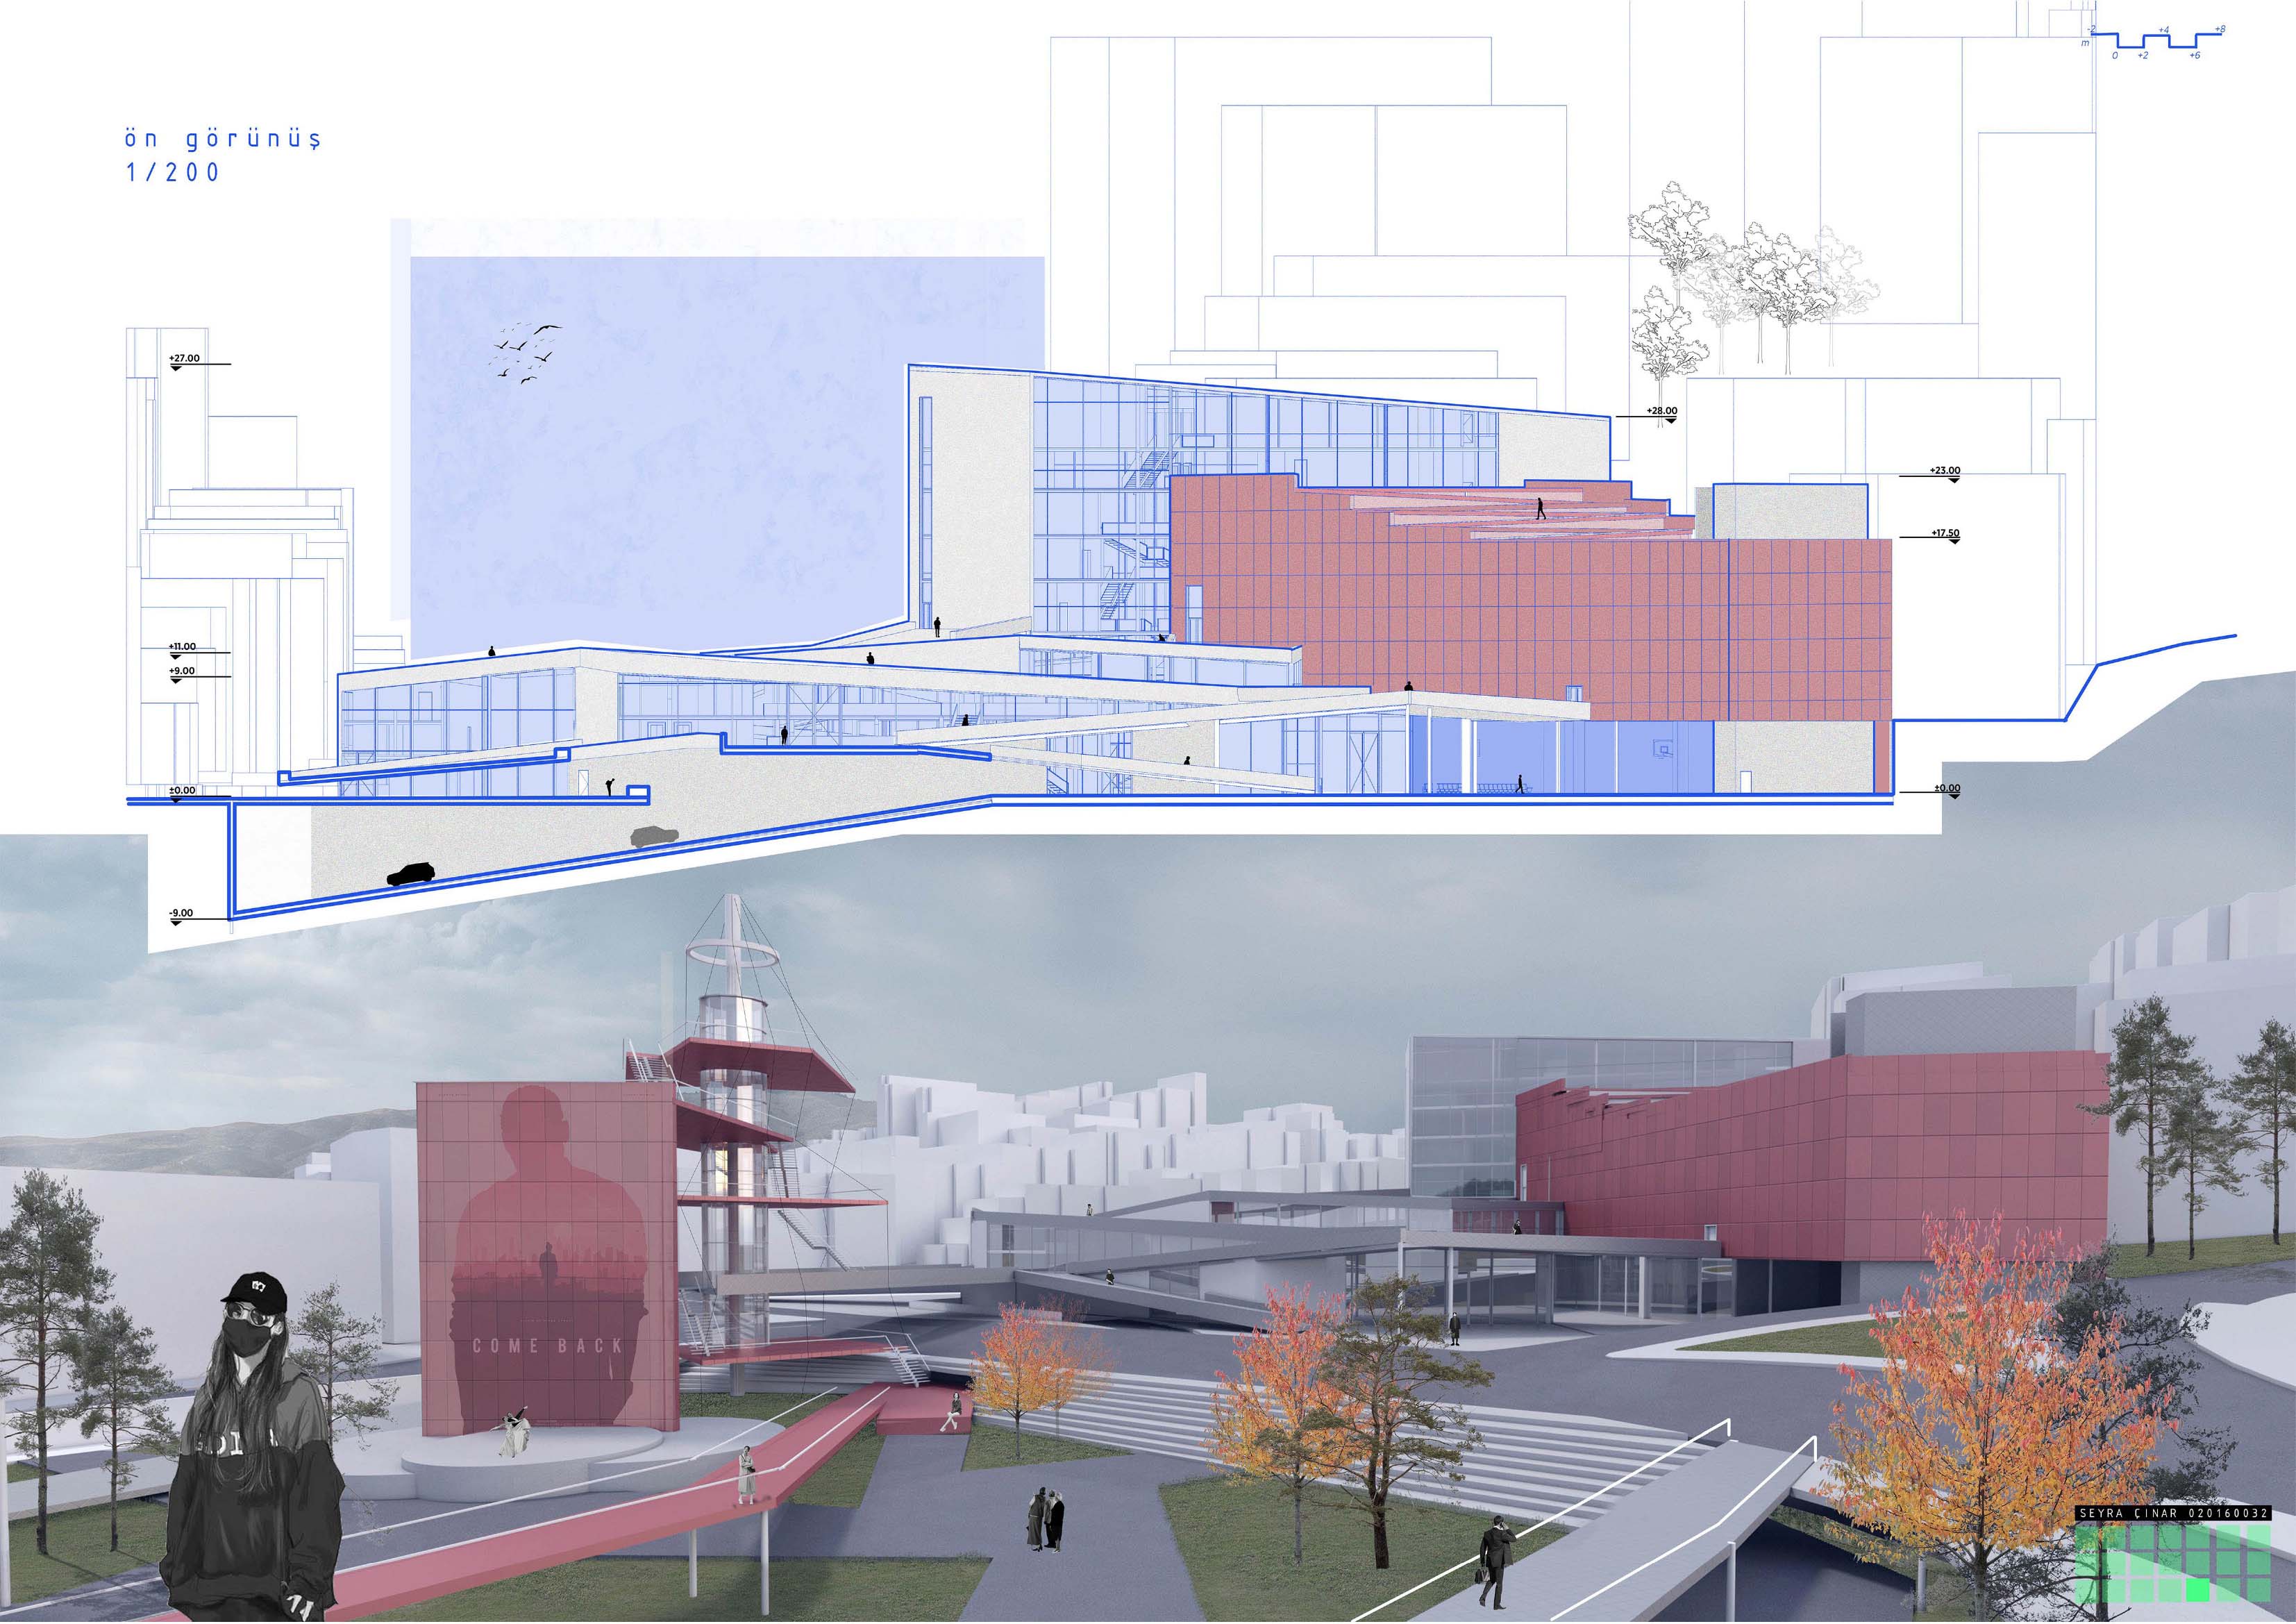 ön görünüş
1/200
-2 +4 +8
m
0 +2 +6
+27.00
+28.00
+23.00
+17.50
+11.00
+9.00
±0.00
±0.00
-9.00
COME BACK
SEYRA ÇINAR 020160032